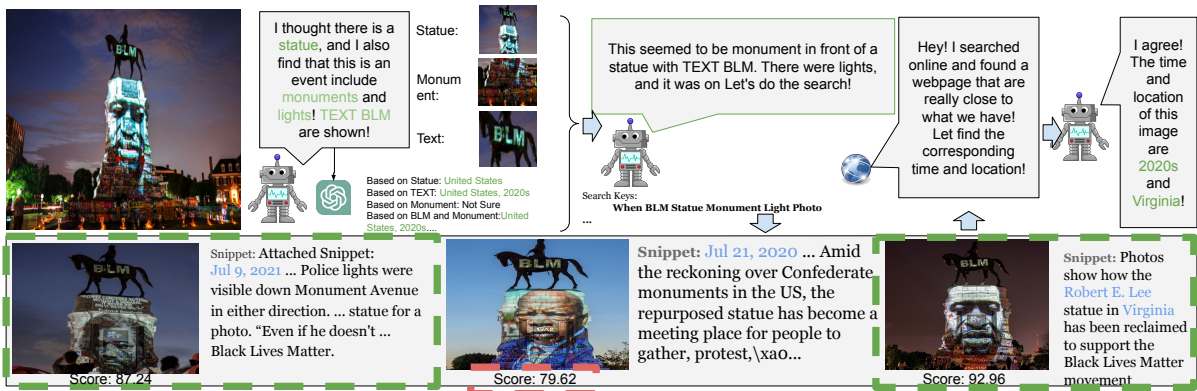 BLM
I thought there is a
statue, and I also
find that this is an
event include
monuments and
lights! TEXT BLM
are shown!
Statue:
Monum
ent:
Text:
BLM
Based on Statue: United States
Based on TEXT: United States, 2020s
Based on Monument: Not Sure
Based on BLM and Monument:United
States, 2020s....
This seemed to be monument in front of a
statue with TEXT BLM. There were lights,
and it was on Let's do the search!
Search Keys:
When BLM Statue Monument Light Photo
...
Hey! I searched
online and found a
webpage that are
really close to
what we have!
Let find the
corresponding
time and location!
I agree!
The time
and
location
of this
image
are
2020s
and
Virginia!
BLM
Snippet: Attached Snippet:
Jul 9, 2021 ... Police lights were
visible down Monument Avenue
in either direction. ... statue for a
photo. “Even if he doesn't ...
Black Lives Matter.
Score: 87.24
BLM
Snippet: Jul 21, 2020 ... Amid
the reckoning over Confederate
monuments in the US, the
repurposed statue has become a
meeting place for people to
gather, protest,\xa0...
Score: 79.62
BLM
Snippet: Photos
show how the
Robert E. Lee
statue in Virginia
has been reclaimed
to support the
Black Lives Matter
movement
Score: 92.96